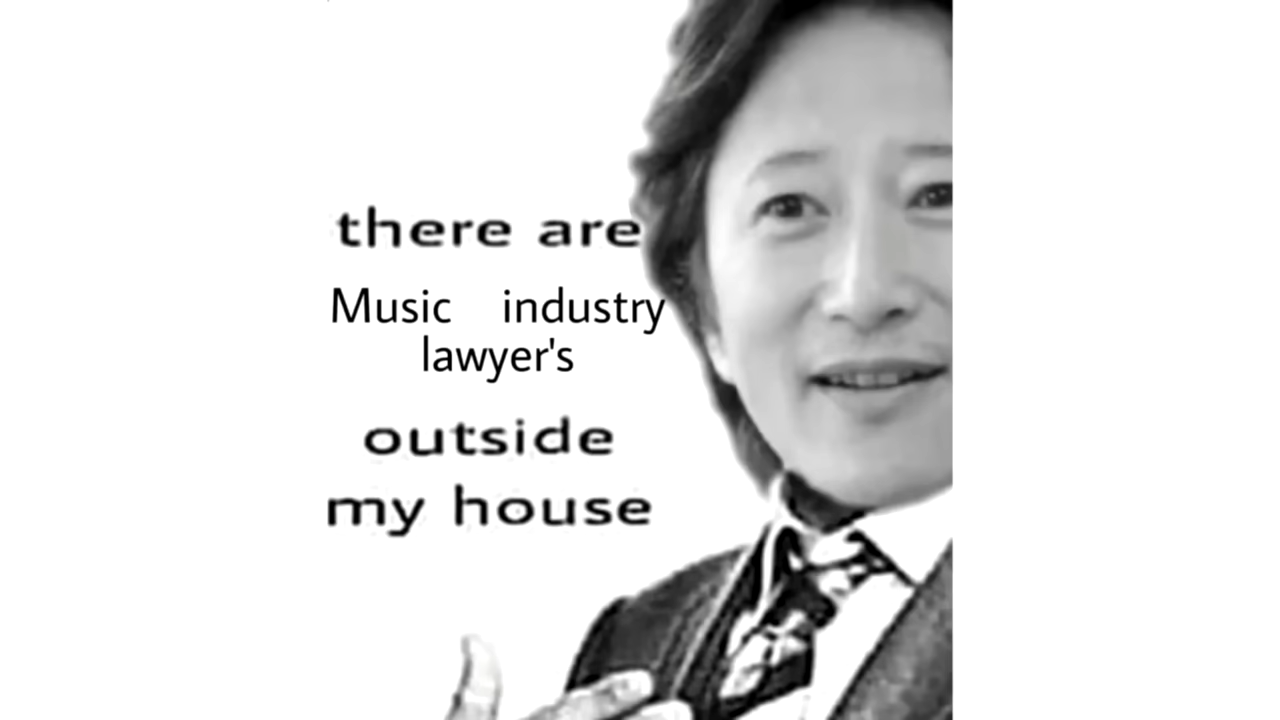 there are
Music industry
lawyer's
outside
my house